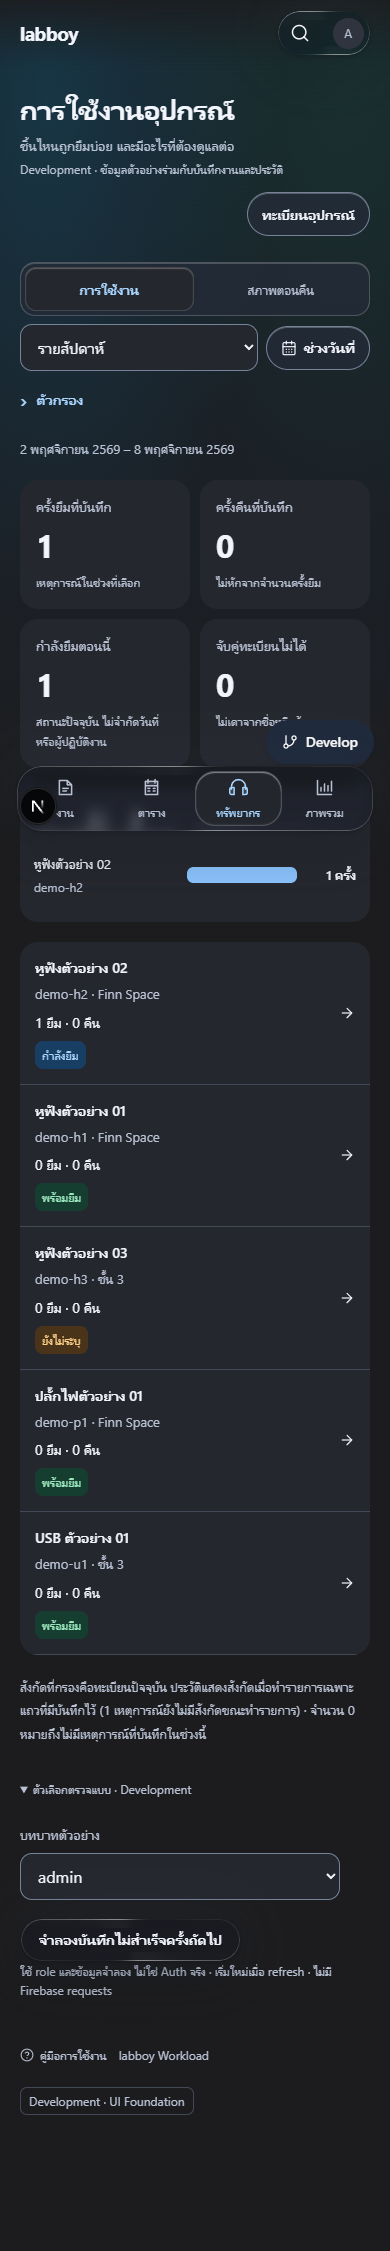 labboy
A
การใช้งานอุปกรณ์
ชิ้นไหนถูกยืมบ่อย และมีอะไรที่ต้องดูแลต่อ
Development · ข้อมูลตัวอย่างร่วมกับบันทึกงานและประวัติ
ทะเบียนอุปกรณ์
การใช้งาน
สภาพตอนคืน
รายสัปดาห์
ช่วงวันที่
› ตัวกรอง
2 พฤศจิกายน 2569 – 8 พฤศจิกายน 2569
ครั้งยืมที่บันทึก
1
เหตุการณ์ในช่วงที่เลือก
ครั้งคืนที่บันทึก
0
ไม่หักจากจำนวนครั้งยืม
กำลังยืมตอนนี้
1
สถานะปัจจุบัน ไม่จำกัดวันที่
หรือผู้ปฏิบัติงาน
จับคู่ทะเบียนไม่ได้
0
Develop
N
งาน
ตาราง
ทรัพยากร
ภาพรวม
หูฟังตัวอย่าง 02
demo-h2
1 ครั้ง
หูฟังตัวอย่าง 02
demo-h2 · Finn Space
1 ยืม · 0 คืน
กำลังยืม
หูฟังตัวอย่าง 01
demo-h1 · Finn Space
0 ยืม · 0 คืน
พร้อมยืม
หูฟังตัวอย่าง 03
demo-h3 · ชั้น 3
0 ยืม · 0 คืน
ยังไม่ระบุ
ปลั๊กไฟตัวอย่าง 01
demo-p1 · Finn Space
0 ยืม · 0 คืน
พร้อมยืม
USB ตัวอย่าง 01
demo-u1 · ชั้น 3
0 ยืม · 0 คืน
พร้อมยืม
สังกัดที่กรองคือทะเบียนปัจจุบัน ประวัติแสดงสังกัดเมื่อทำรายการเฉพาะ
แถวที่มีบันทึกไว้ (1 เหตุการณ์ยังไม่มีสังกัดขณะทำรายการ) · จำนวน 0
หมายถึงไม่มีเหตุการณ์ที่บันทึกในช่วงนี้
▼ ตัวเลือกตรวจแบบ · Development
บทบาทตัวอย่าง
admin
จำลองบันทึกไม่สำเร็จครั้งถัดไป
ใช้ role และข้อมูลจำลอง ไม่ใช่ Auth จริง · เริ่มใหม่เมื่อ refresh · ไม่มี
Firebase requests
คู่มือการใช้งาน labboy Workload
Development · UI Foundation